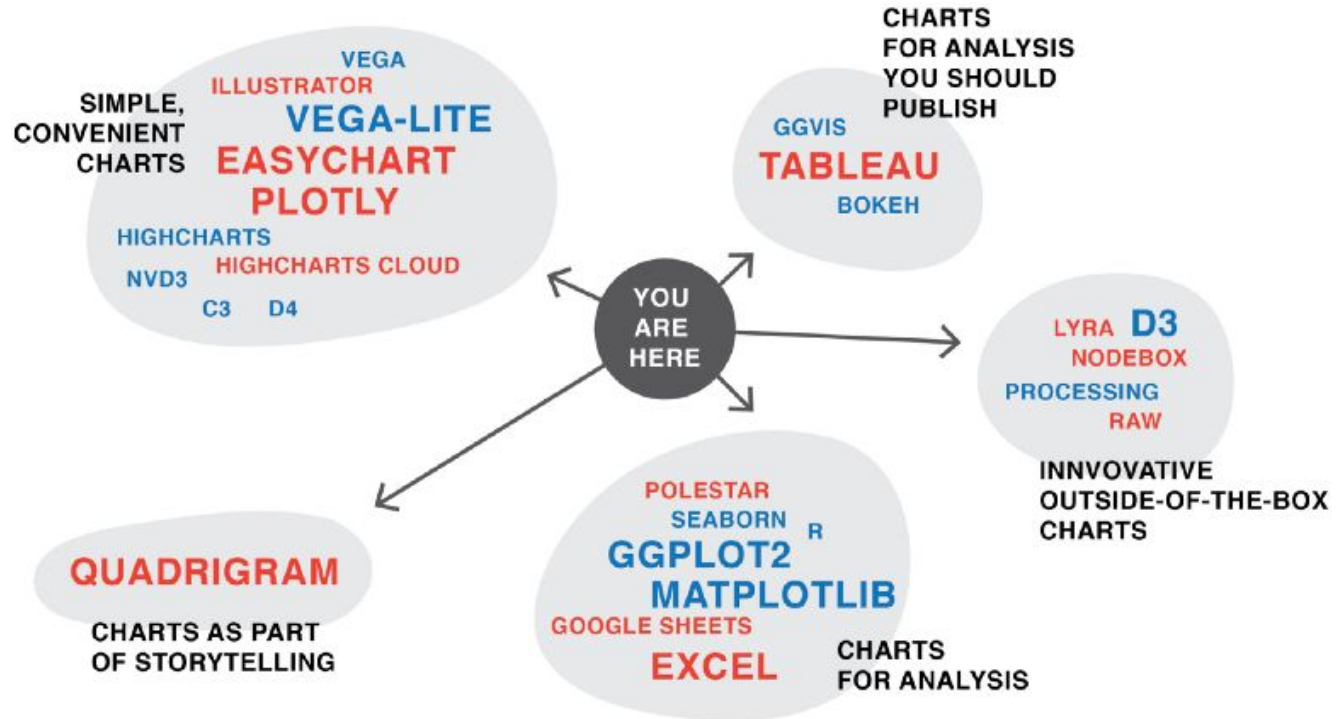 SIMPLE,
CONVENIENT
CHARTS
VEGA
ILLUSTRATOR
VEGA-LITE
EASYCHART
PLOTLY
HIGHCHARTS
HIGHCHARTS CLOUD
NVD3
C3
D4
CHARTS
FOR ANALYSIS
YOU SHOULD
PUBLISH
GGVIS
TABLEAU
BOKEH
YOU
ARE
HERE
LYRA
D3
NODEBOX
PROCESSING
RAW
INNVOVATIVE
OUTSIDE-OF-THE-BOX
CHARTS
QUADRIGRAM
CHARTS AS PART
OF STORYTELLING
POLESTAR
SEABORN
R
GGPLOT2
MATPLOTLIB
GOOGLE SHEETS
EXCEL
CHARTS
FOR ANALYSIS